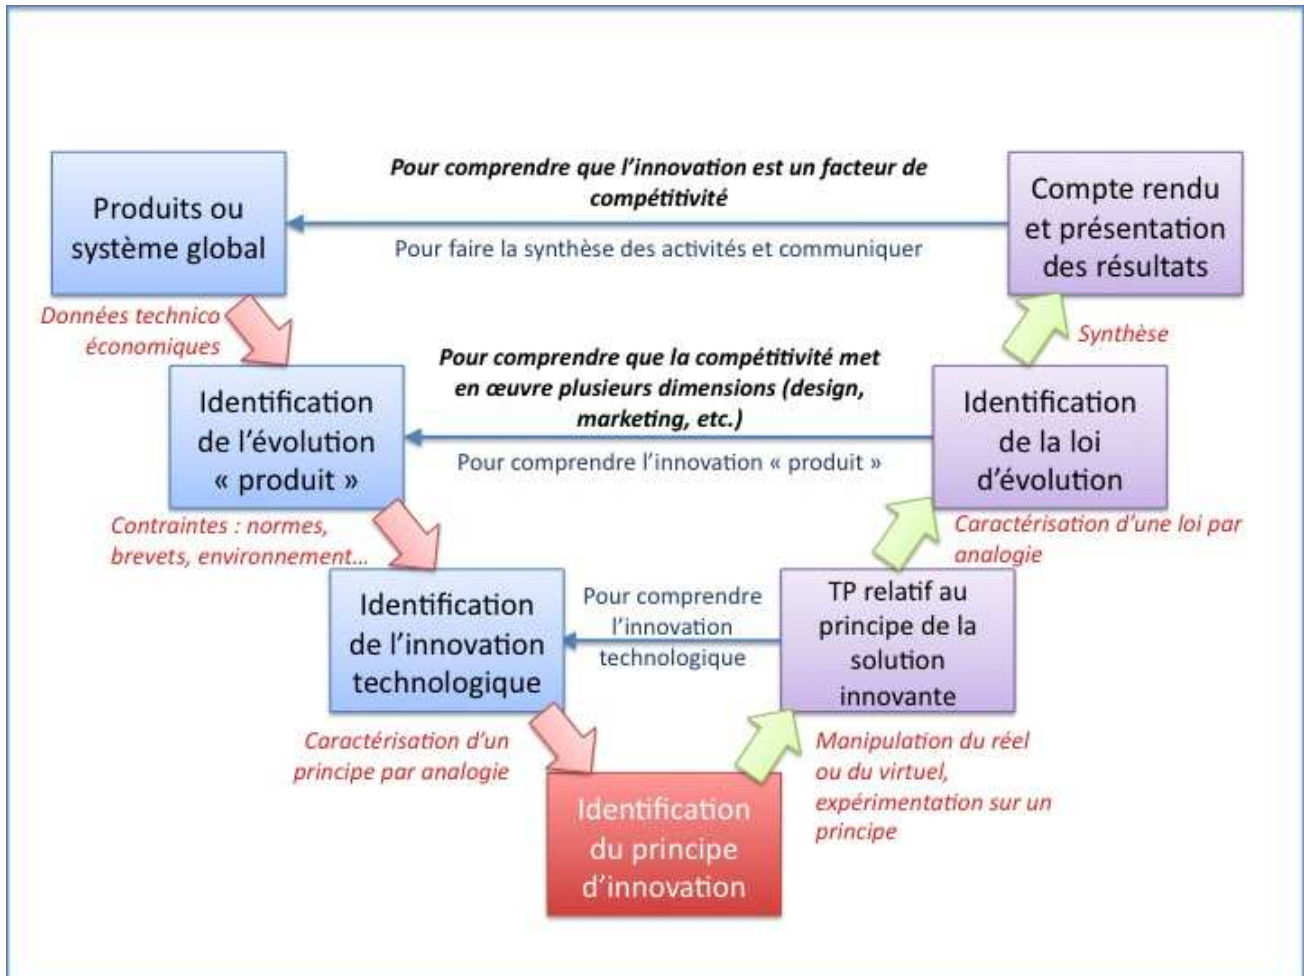 Pour comprendre que l'innovation est un facteur de
compétitivité
Produits ou
système global
Compte rendu
et présentation
des résultats
Pour faire la synthèse des activités et communiquer
Données technico
économiques
Synthèse
Pour comprendre que la compétitivité met
en œuvre plusieurs dimensions (design,
marketing, etc.)
Identification
de l'évolution
« produit »
Identification
de la loi
d'évolution
Pour comprendre l'innovation « produit »
Contraintes : normes,
brevets, environnement...
Caractérisation d'une loi par
analogie
Identification
de l'innovation
technologique
Pour comprendre
l'innovation
technologique
TP relatif au
principe de la
solution
innovante
Caractérisation d'un
principe par analogie
Manipulation du réel
ou du virtuel,
expérimentation sur un
principe
Identification
du principe
d'innovation